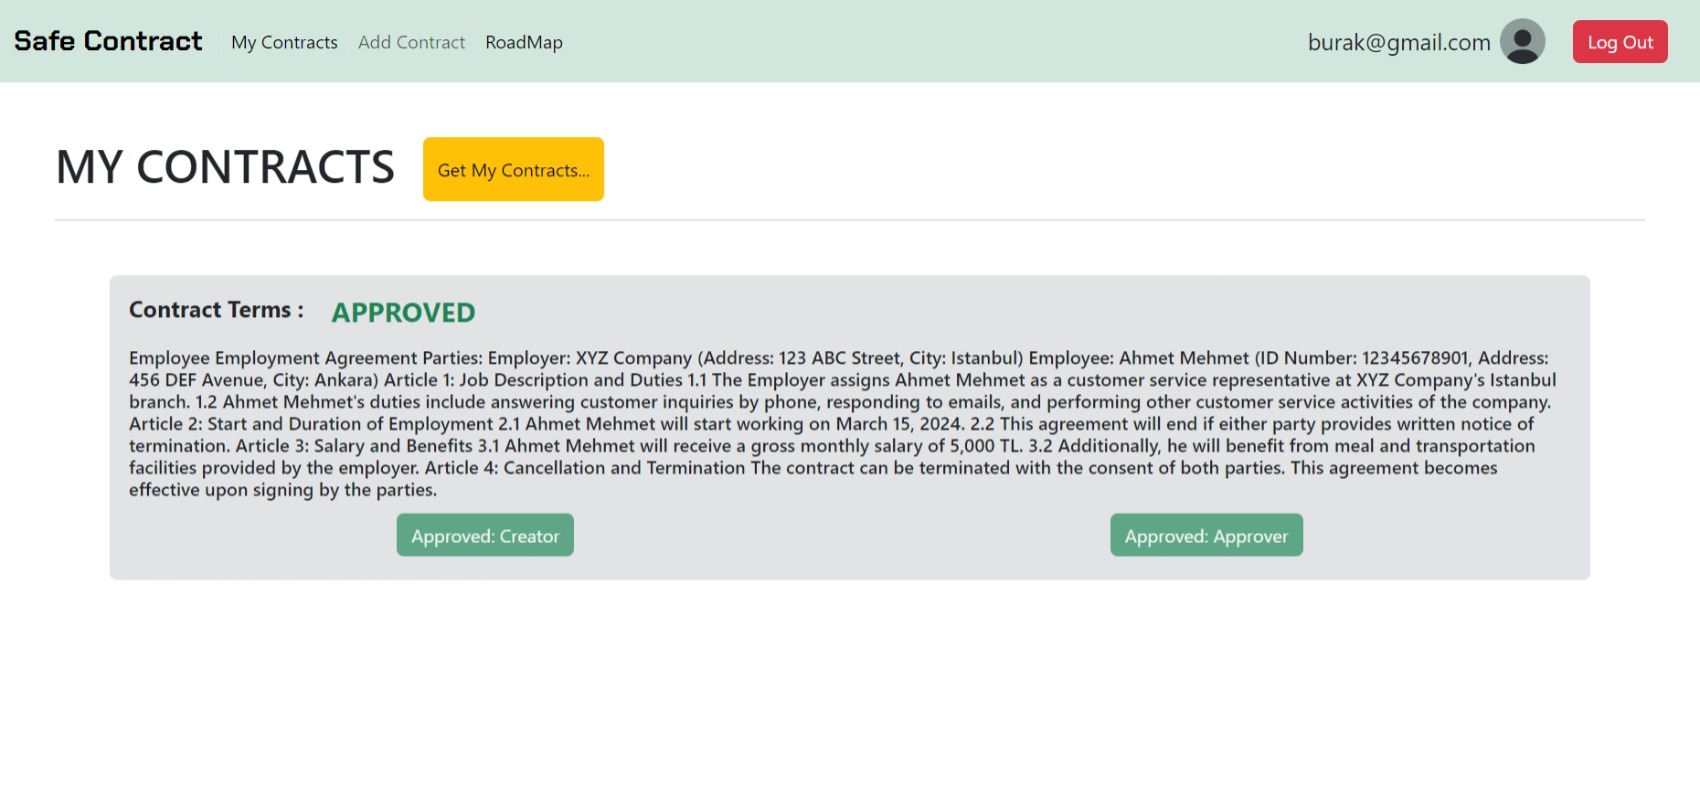 Safe Contract My Contracts Add Contract RoadMap burak@gmail.com Log Out
MY CONTRACTS Get My Contracts...
Contract Terms : APPROVED
Employee Employment Agreement Parties: Employer: XYZ Company (Address: 123 ABC Street, City: Istanbul) Employee: Ahmet Mehmet (ID Number: 12345678901, Address:
456 DEF Avenue, City: Ankara) Article 1: Job Description and Duties 1.1 The Employer assigns Ahmet Mehmet as a customer service representative at XYZ Company's Istanbul
branch. 1.2 Ahmet Mehmet's duties include answering customer inquiries by phone, responding to emails, and performing other customer service activities of the company.
Article 2: Start and Duration of Employment 2.1 Ahmet Mehmet will start working on March 15, 2024. 2.2 This agreement will end if either party provides written notice of
termination. Article 3: Salary and Benefits 3.1 Ahmet Mehmet will receive a gross monthly salary of 5,000 TL. 3.2 Additionally, he will benefit from meal and transportation
facilities provided by the employer. Article 4: Cancellation and Termination The contract can be terminated with the consent of both parties. This agreement becomes
effective upon signing by the parties.
Approved: Creator Approved: Approver